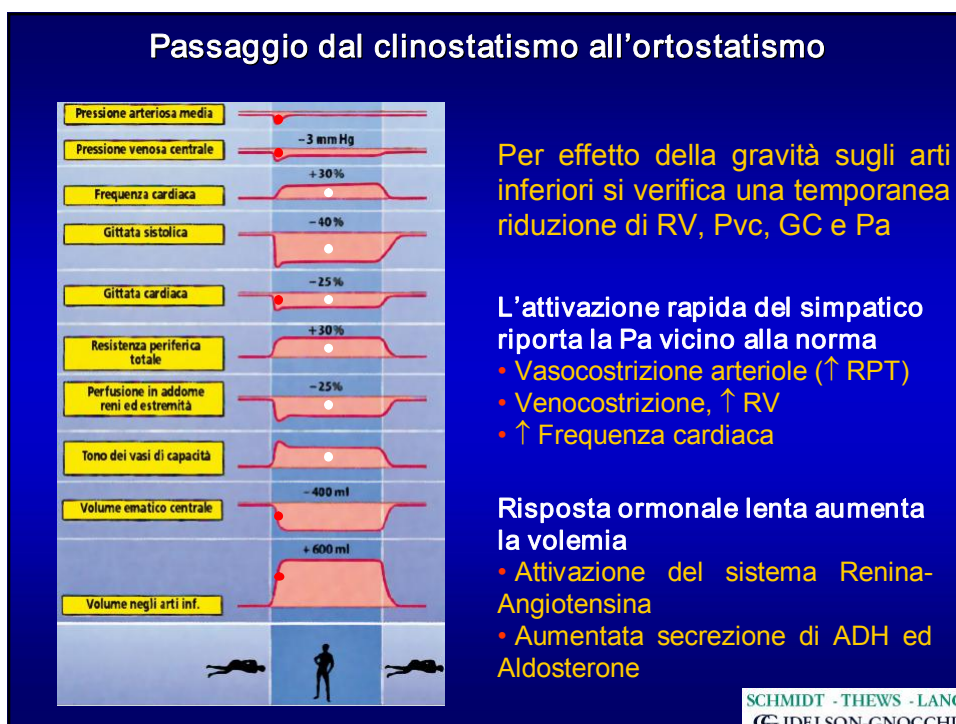 Passaggio dal clinostatismo all'ortostatismo
Pressione arteriosa media
Pressione venosa centrale
–3 mm Hg
Frequenza cardiaca
+30%
Gittata sistolica
–40%
Gittata cardiaca
–25%
Resistenza periferica
totale
+30%
Perfusione in addome
reni ed estremità
–25%
Tono dei vasi di capacità
Volume ematico centrale
–400 ml
Volume negli arti inf.
+600 ml
Per effetto della gravità sugli arti
inferiori si verifica una temporanea
riduzione di RV, Pvc, GC e Pa
L'attivazione rapida del simpatico
riporta la Pa vicino alla norma
• Vasocostrizione arteriole (↑ RPT)
• Venocostrizione, ↑ RV
• ↑ Frequenza cardiaca
Risposta ormonale lenta aumenta
la volemia
• Attivazione del sistema Renina-
Angiotensina
• Aumentata secrezione di ADH ed
Aldosterone
SCHMIDT - THEWS - LANG
IDELSON GNOCCHI